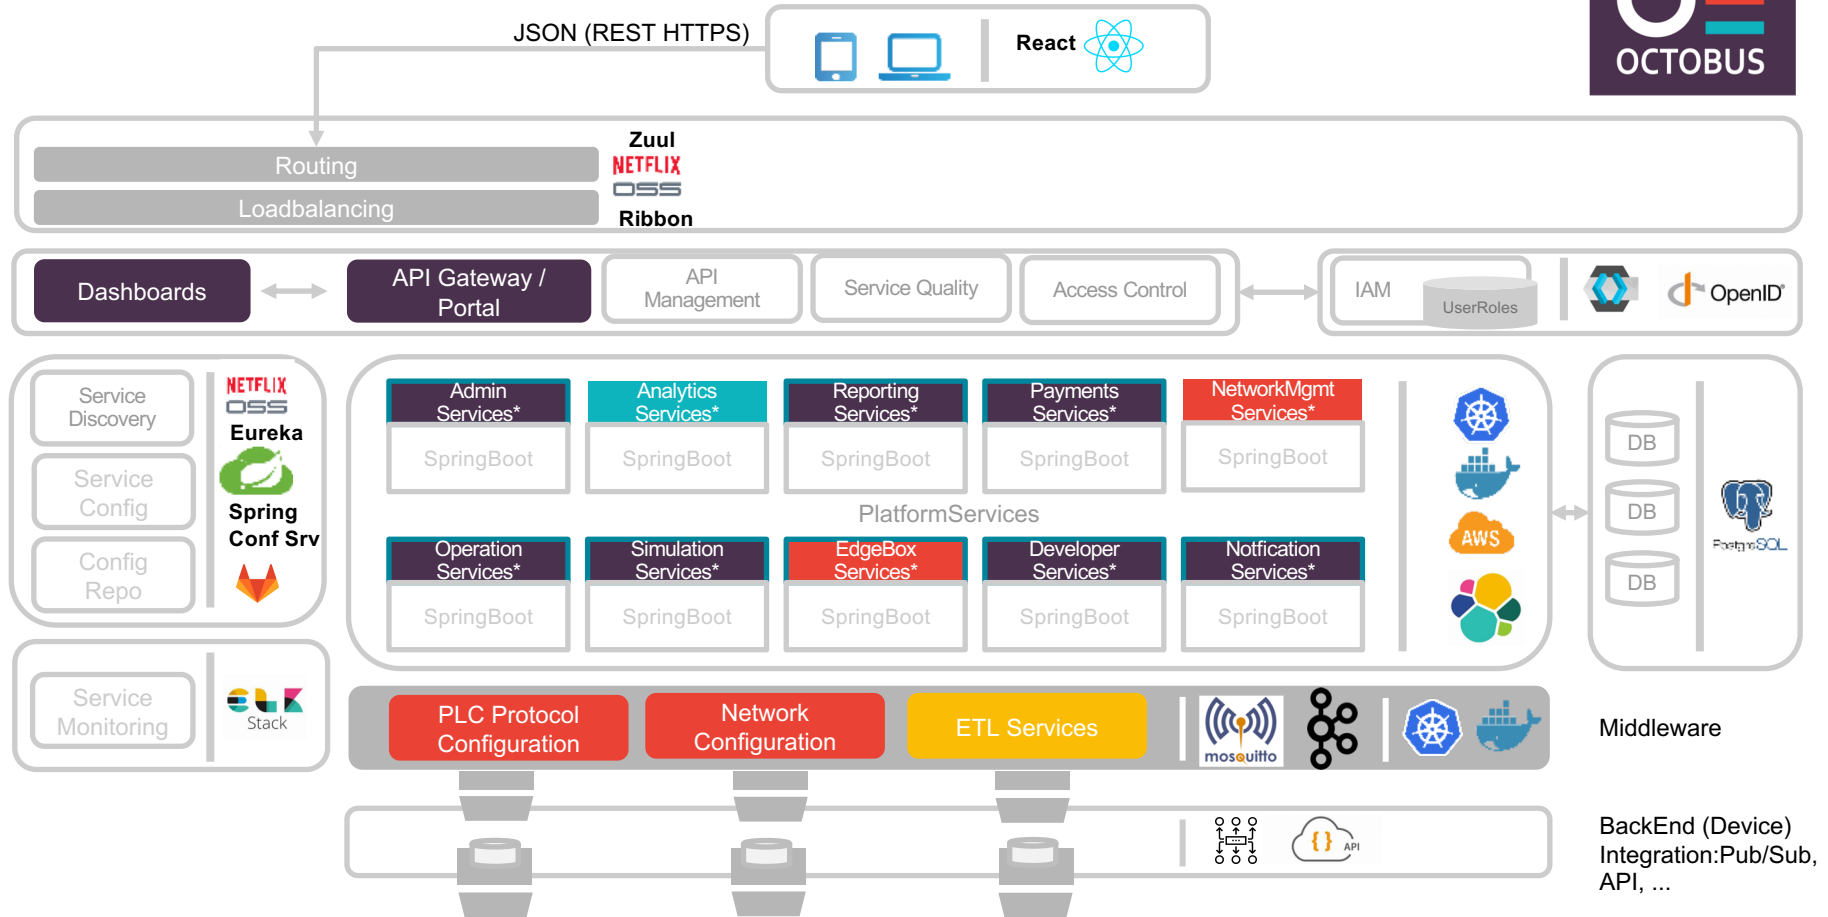 JSON (REST HTTPS)
React
OCTOBUS
Zuul
Routing
NETFLIX
OSS
Loadbalancing
Ribbon
Dashboards
API Gateway /
Portal
API
Management
Service Quality
Access Control
IAM
UserRoles
OpenID
Service
Discovery
NETFLIX
OSS
Eureka
Service
Config
Spring
Conf Srv
Config
Repo
Admin
Services*
SpringBoot
Analytics
Services*
SpringBoot
Reporting
Services*
SpringBoot
Payments
Services*
SpringBoot
NetworkMgmt
Services*
SpringBoot
PlatformServices
Operation
Services*
SpringBoot
Simulation
Services*
SpringBoot
EdgeBox
Services*
SpringBoot
Developer
Services*
SpringBoot
Notfication
Services*
SpringBoot
AWS
DB
DB
DB
PostgreSQL
Service
Monitoring
ELK
Stack
PLC Protocol
Configuration
Network
Configuration
ETL Services
mosquitto
Middleware
{ } API
BackEnd (Device)
Integration:Pub/Sub,
API, ...